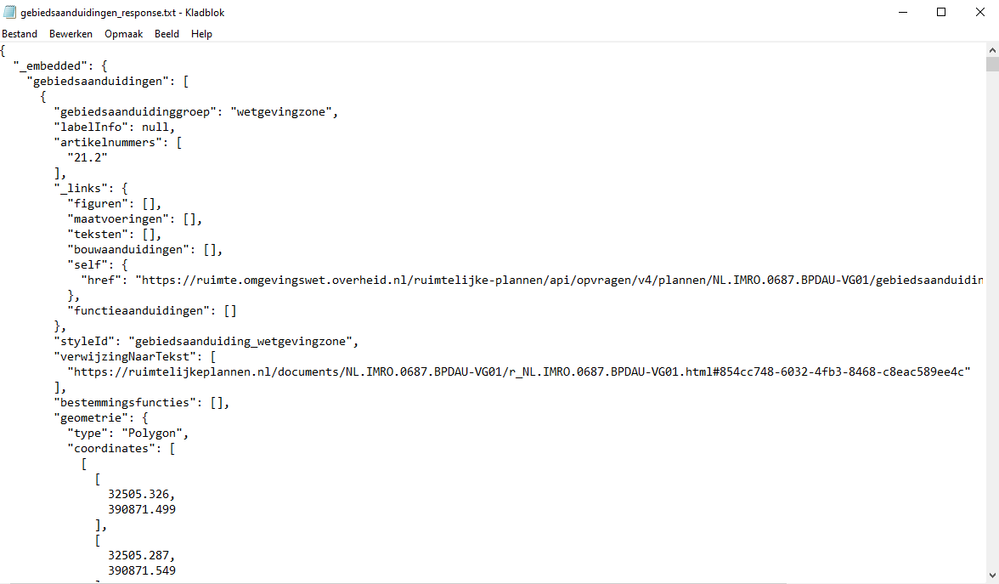 gebiedsaanduidingen_response.txt - Kladblok
Bestand Bewerken Opmaak Beeld Help
{
  "_embedded": {
    "gebiedsaanduidingen": [
      {
        "gebiedsaanduidinggroep": "wetgevingzone",
        "labelInfo": null,
        "artikelnummers": [
          "21.2"
        ],
        "_links": {
          "figuren": [],
          "maatvoeringen": [],
          "teksten": [],
          "bouwaanduidingen": [],
          "self": {
            "href": "https://ruimte.omgevingswet.overheid.nl/ruimtelijke-plannen/api/opvragen/v4/plannen/NL.IMRO.0687.BPDAU-VG01/gebiedsaanduidin
          },
          "functieaanduidingen": []
        },
        "styleId": "gebiedsaanduiding_wetgevingzone",
        "verwijzingNaarTekst": [
          "https://ruimtelijkeplannen.nl/documents/NL.IMRO.0687.BPDAU-VG01/r_NL.IMRO.0687.BPDAU-VG01.html#854cc748-6032-4fb3-8468-c8eac589ee4c"
        ],
        "bestemmingsfuncties": [],
        "geometrie": {
          "type": "Polygon",
          "coordinates": [
            [
              [
                32505.326,
                390871.499
              ],
              [
                32505.287,
                390871.549